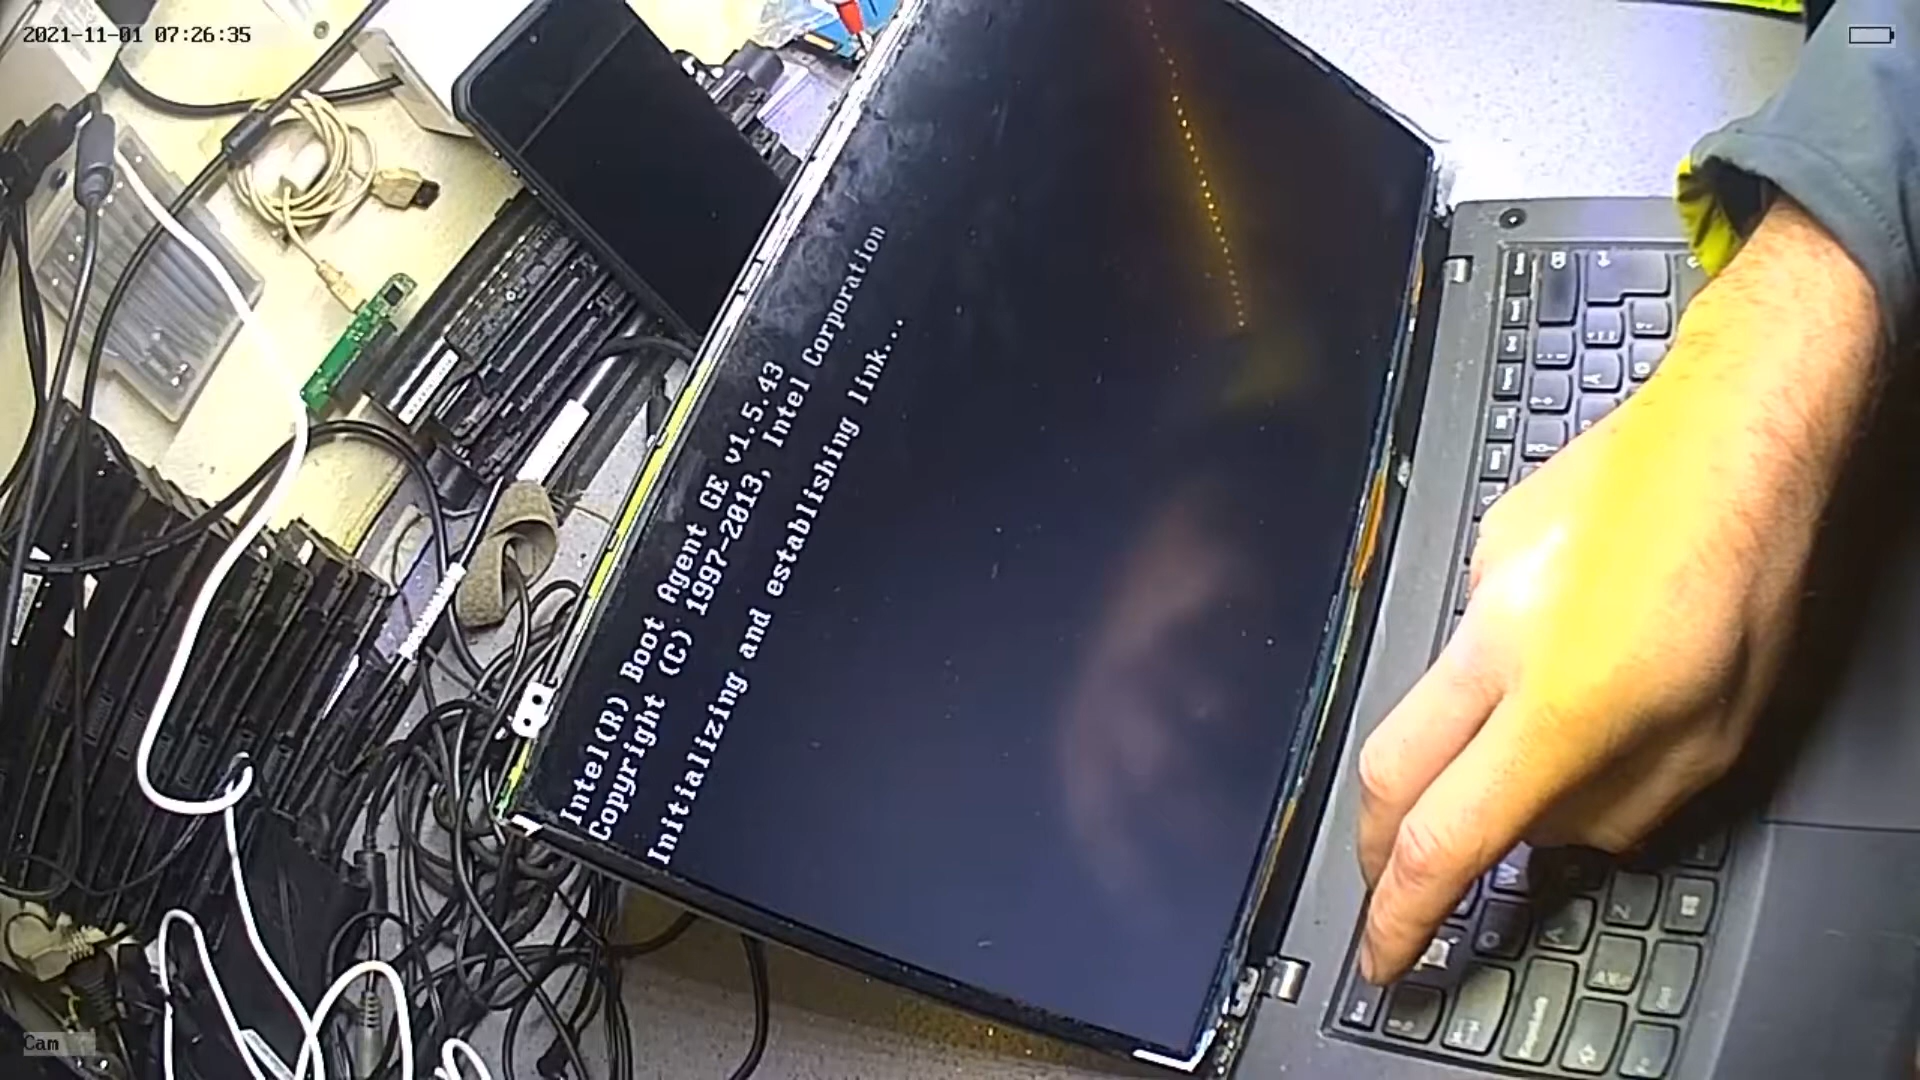 2021-11-01 07:26:35
Intel(R) Boot Agent GE v1.5.43
Copyright (C) 1997-2013, Intel Corporation
Initializing and establishing link...
Cam